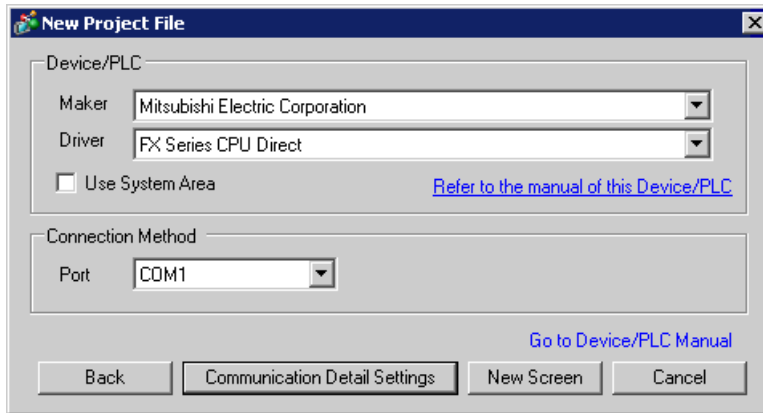 New Project File
Device/PLC
Maker Mitsubishi Electric Corporation
Driver FX Series CPU Direct
Use System Area Refer to the manual of this Device/PLC
Connection Method
Port COM1
Go to Device/PLC Manual
Back Communication Detail Settings New Screen Cancel